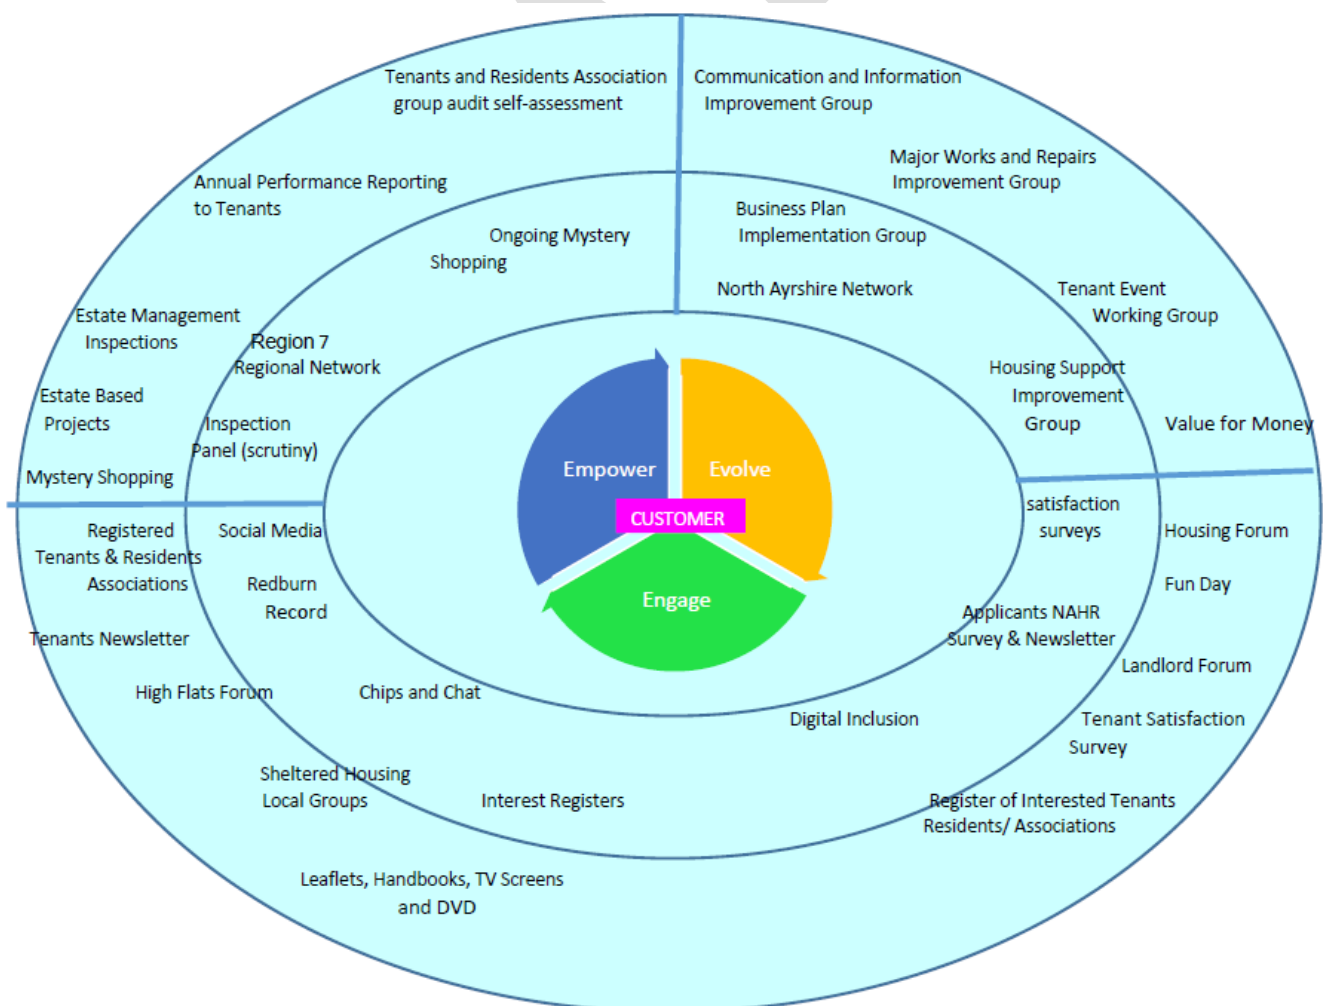 Tenants and Residents Association
group audit self-assessment
Communication and Information
Improvement Group
Major Works and Repairs
Improvement Group
Annual Performance Reporting
to Tenants
Business Plan
Implementation Group
Ongoing Mystery
Shopping
North Ayrshire Network
Tenant Event
Working Group
Estate Management
Inspections
Region 7
Regional Network
Housing Support
Improvement
Group
Estate Based
Projects
Inspection
Panel (scrutiny)
Value for Money
Mystery Shopping
Empower
Evolve
CUSTOMER
Engage
satisfaction
surveys
Registered
Tenants & Residents
Associations
Social Media
Housing Forum
Redburn
Record
Fun Day
Applicants NAHR
Survey & Newsletter
Tenants Newsletter
Landlord Forum
High Flats Forum
Chips and Chat
Digital Inclusion
Tenant Satisfaction
Survey
Sheltered Housing
Local Groups
Interest Registers
Register of Interested Tenants
Residents/ Associations
Leaflets, Handbooks, TV Screens
and DVD